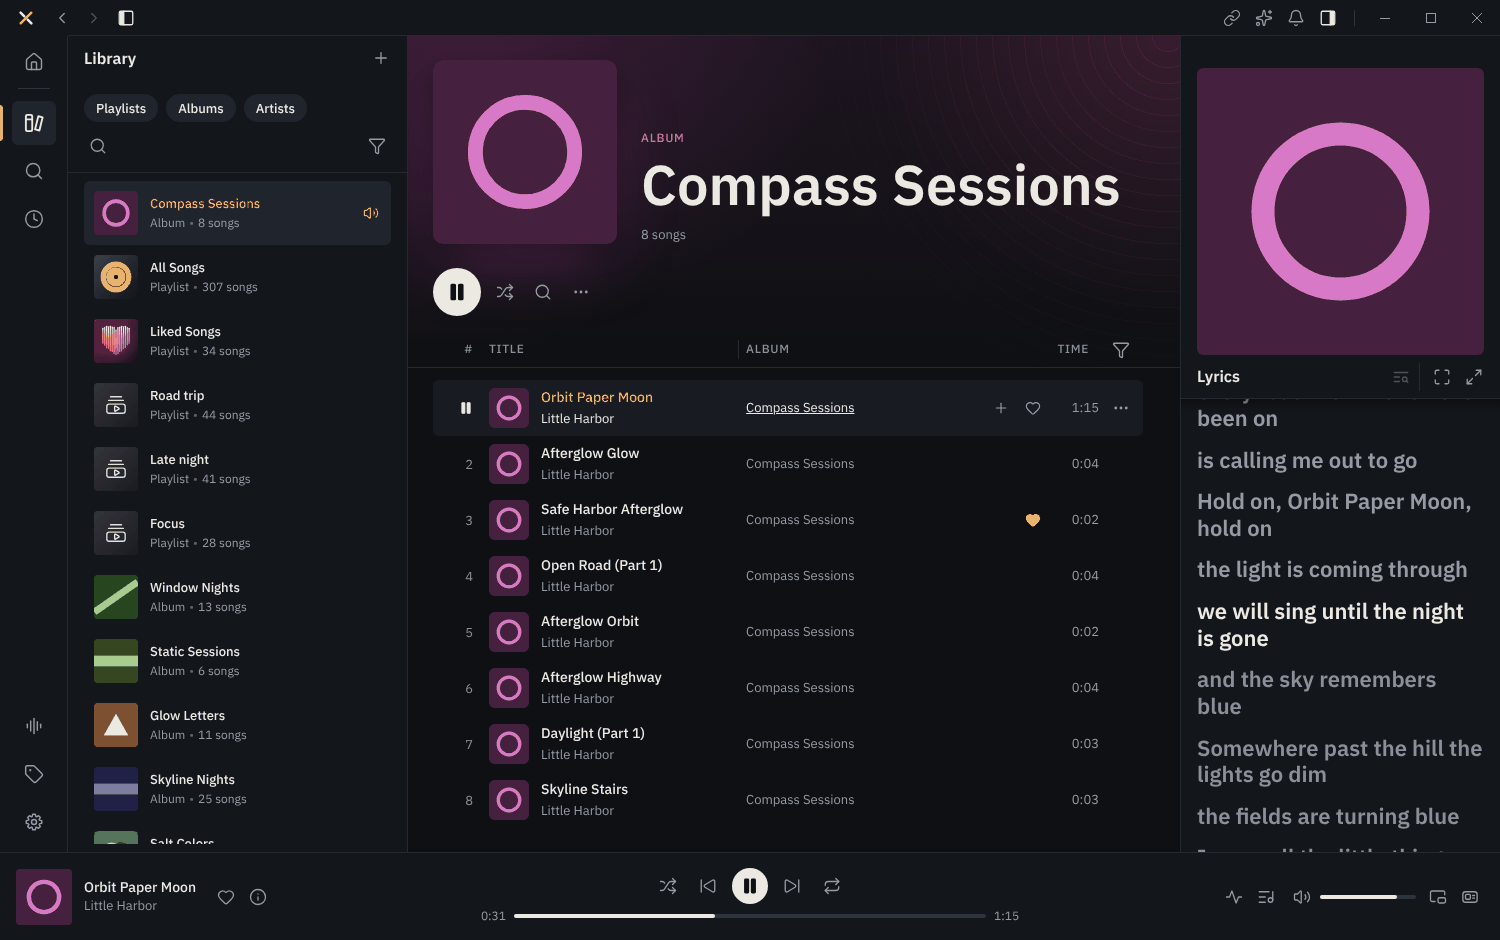 Library
Playlists
Albums
Artists
Compass Sessions
Album • 8 songs
All Songs
Playlist • 307 songs
Liked Songs
Playlist • 34 songs
Road trip
Playlist • 44 songs
Late night
Playlist • 41 songs
Focus
Playlist • 28 songs
Window Nights
Album • 13 songs
Static Sessions
Album • 6 songs
Glow Letters
Album • 11 songs
Skyline Nights
Album • 25 songs
Salt Colors
ALBUM
Compass Sessions
8 songs
# TITLE ALBUM TIME
Orbit Paper Moon
Little Harbor
Compass Sessions
1:15
2
Afterglow Glow
Little Harbor
Compass Sessions
0:04
3
Safe Harbor Afterglow
Little Harbor
Compass Sessions
0:02
4
Open Road (Part 1)
Little Harbor
Compass Sessions
0:04
5
Afterglow Orbit
Little Harbor
Compass Sessions
0:02
6
Afterglow Highway
Little Harbor
Compass Sessions
0:04
7
Daylight (Part 1)
Little Harbor
Compass Sessions
0:03
8
Skyline Stairs
Little Harbor
Compass Sessions
0:03
Lyrics
been on
is calling me out to go
Hold on, Orbit Paper Moon,
hold on
the light is coming through
we will sing until the night
is gone
and the sky remembers
blue
Somewhere past the hill the
lights go dim
the fields are turning blue
Orbit Paper Moon
Little Harbor
0:31
1:15